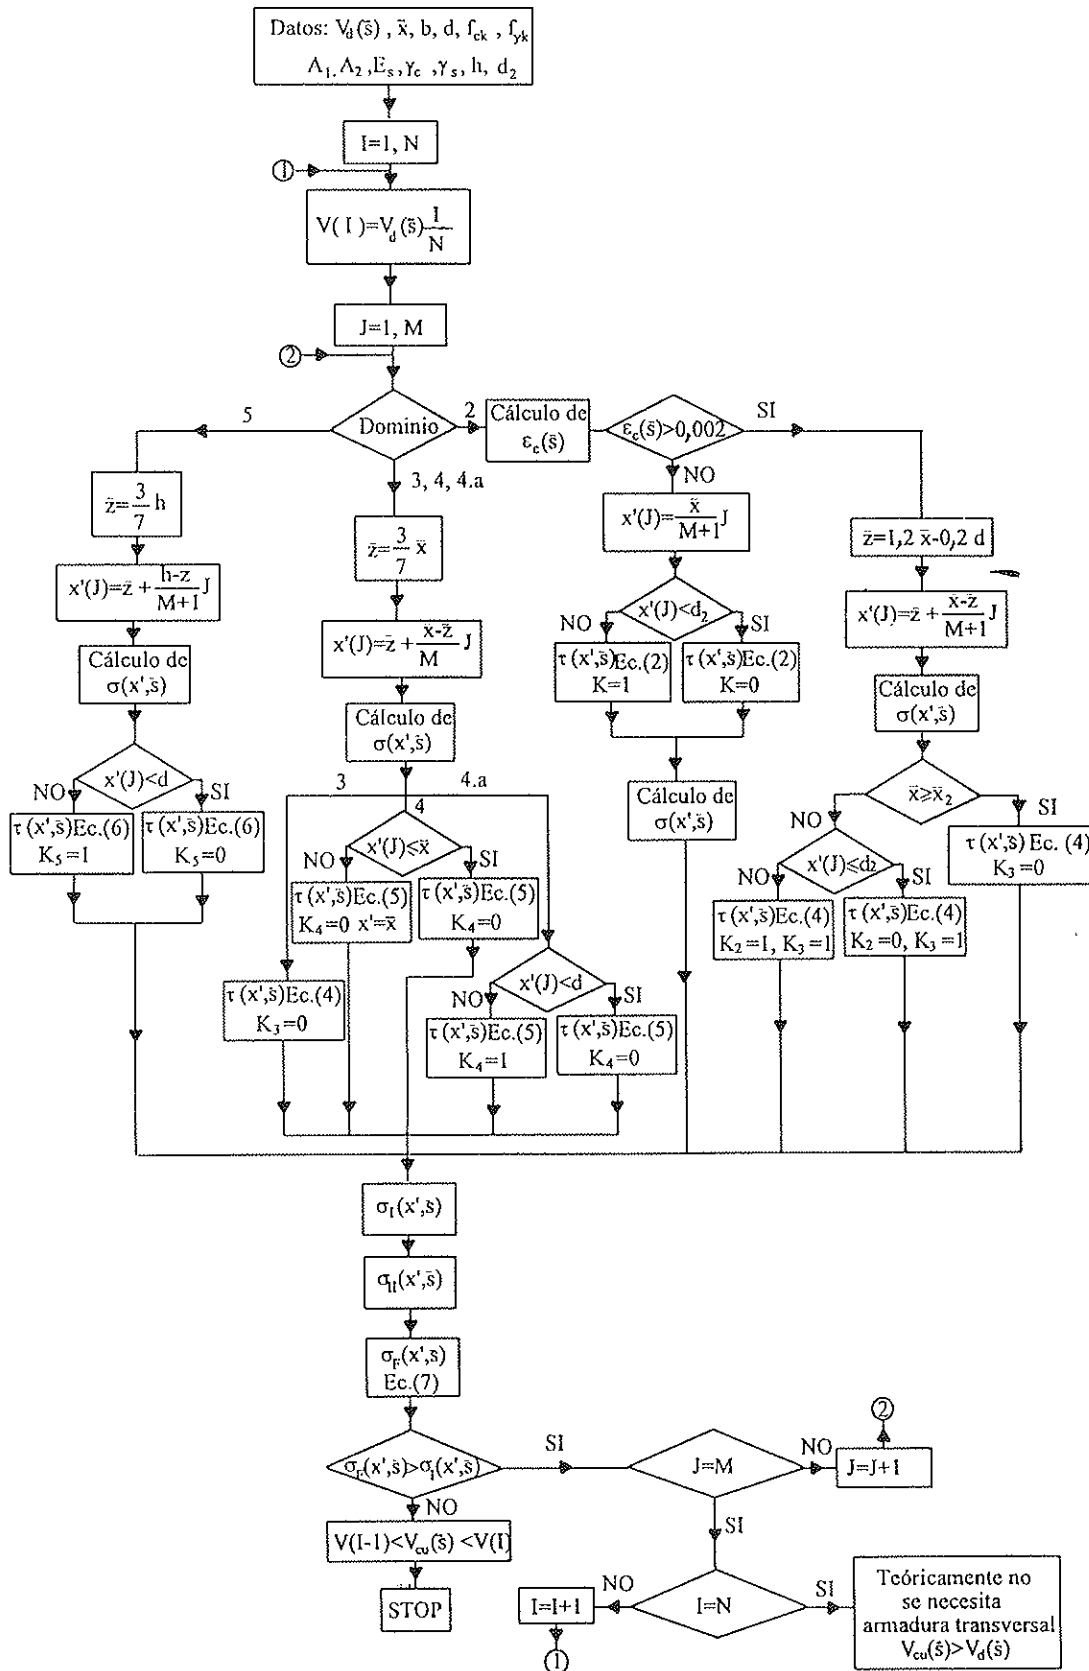 Datos: V_d(s̄) , x̄, b, d, f_ck , f_yk
A_1, A_2 ,E_s,γ_c ,γ_s, h, d_2
I=1, N
1
V( I )=V_d(s̄) I/N
J=1, M
2
Dominio
5
2
3, 4, 4.a
Cálculo de
ε_c(s̄)
ε_c(s̄)>0,002
SI
NO
z̄=3/7 h
z̄=3/7 x̄
x'(J)=x̄/(M+1) J
z̄=1,2 x̄-0,2 d
x'(J)=z̄ + (h-z)/(M+1) J
x'(J)=z̄ + (x̄-z̄)/M J
x'(J)<d_2
NO
SI
x'(J)=z̄ + (x̄-z̄)/(M+1) J
Cálculo de
σ(x',s̄)
Cálculo de
σ(x',s̄)
τ(x',s̄)Ec.(2)
K=1
τ(x',s̄)Ec.(2)
K=0
Cálculo de
σ(x',s̄)
x'(J)<d
NO
SI
3
4
4.a
Cálculo de
σ(x',s̄)
x̄≥x̄_2
NO
SI
τ(x',s̄)Ec.(6)
K_5=1
τ(x',s̄)Ec.(6)
K_5=0
x'(J)≤x̄
NO
SI
x'(J)≤d_2
NO
SI
τ(x',s̄) Ec. (4)
K_3=0
τ(x',s̄)Ec.(5)
K_4=0 x'=x̄
τ(x',s̄)Ec.(5)
K_4=0
τ(x',s̄)Ec.(4)
K_2=1, K_3=1
τ(x',s̄)Ec.(4)
K_2=0, K_3=1
τ(x',s̄)Ec.(4)
K_3=0
x'(J)<d
NO
SI
τ(x',s̄)Ec.(5)
K_4=1
τ(x',s̄)Ec.(5)
K_4=0
σ_I(x',s̄)
σ_II(x',s̄)
σ_F(x',s̄)
Ec.(7)
σ_F(x',s̄)>σ_I(x',s̄)
SI
NO
J=M
NO
J=J+1
2
SI
V(I-1)<V_cu(s̄) <V(I)
STOP
I=N
NO
I=I+1
1
SI
Teóricamente no
se necesita
armadura transversal
V_cu(s̄)>V_d(s̄)